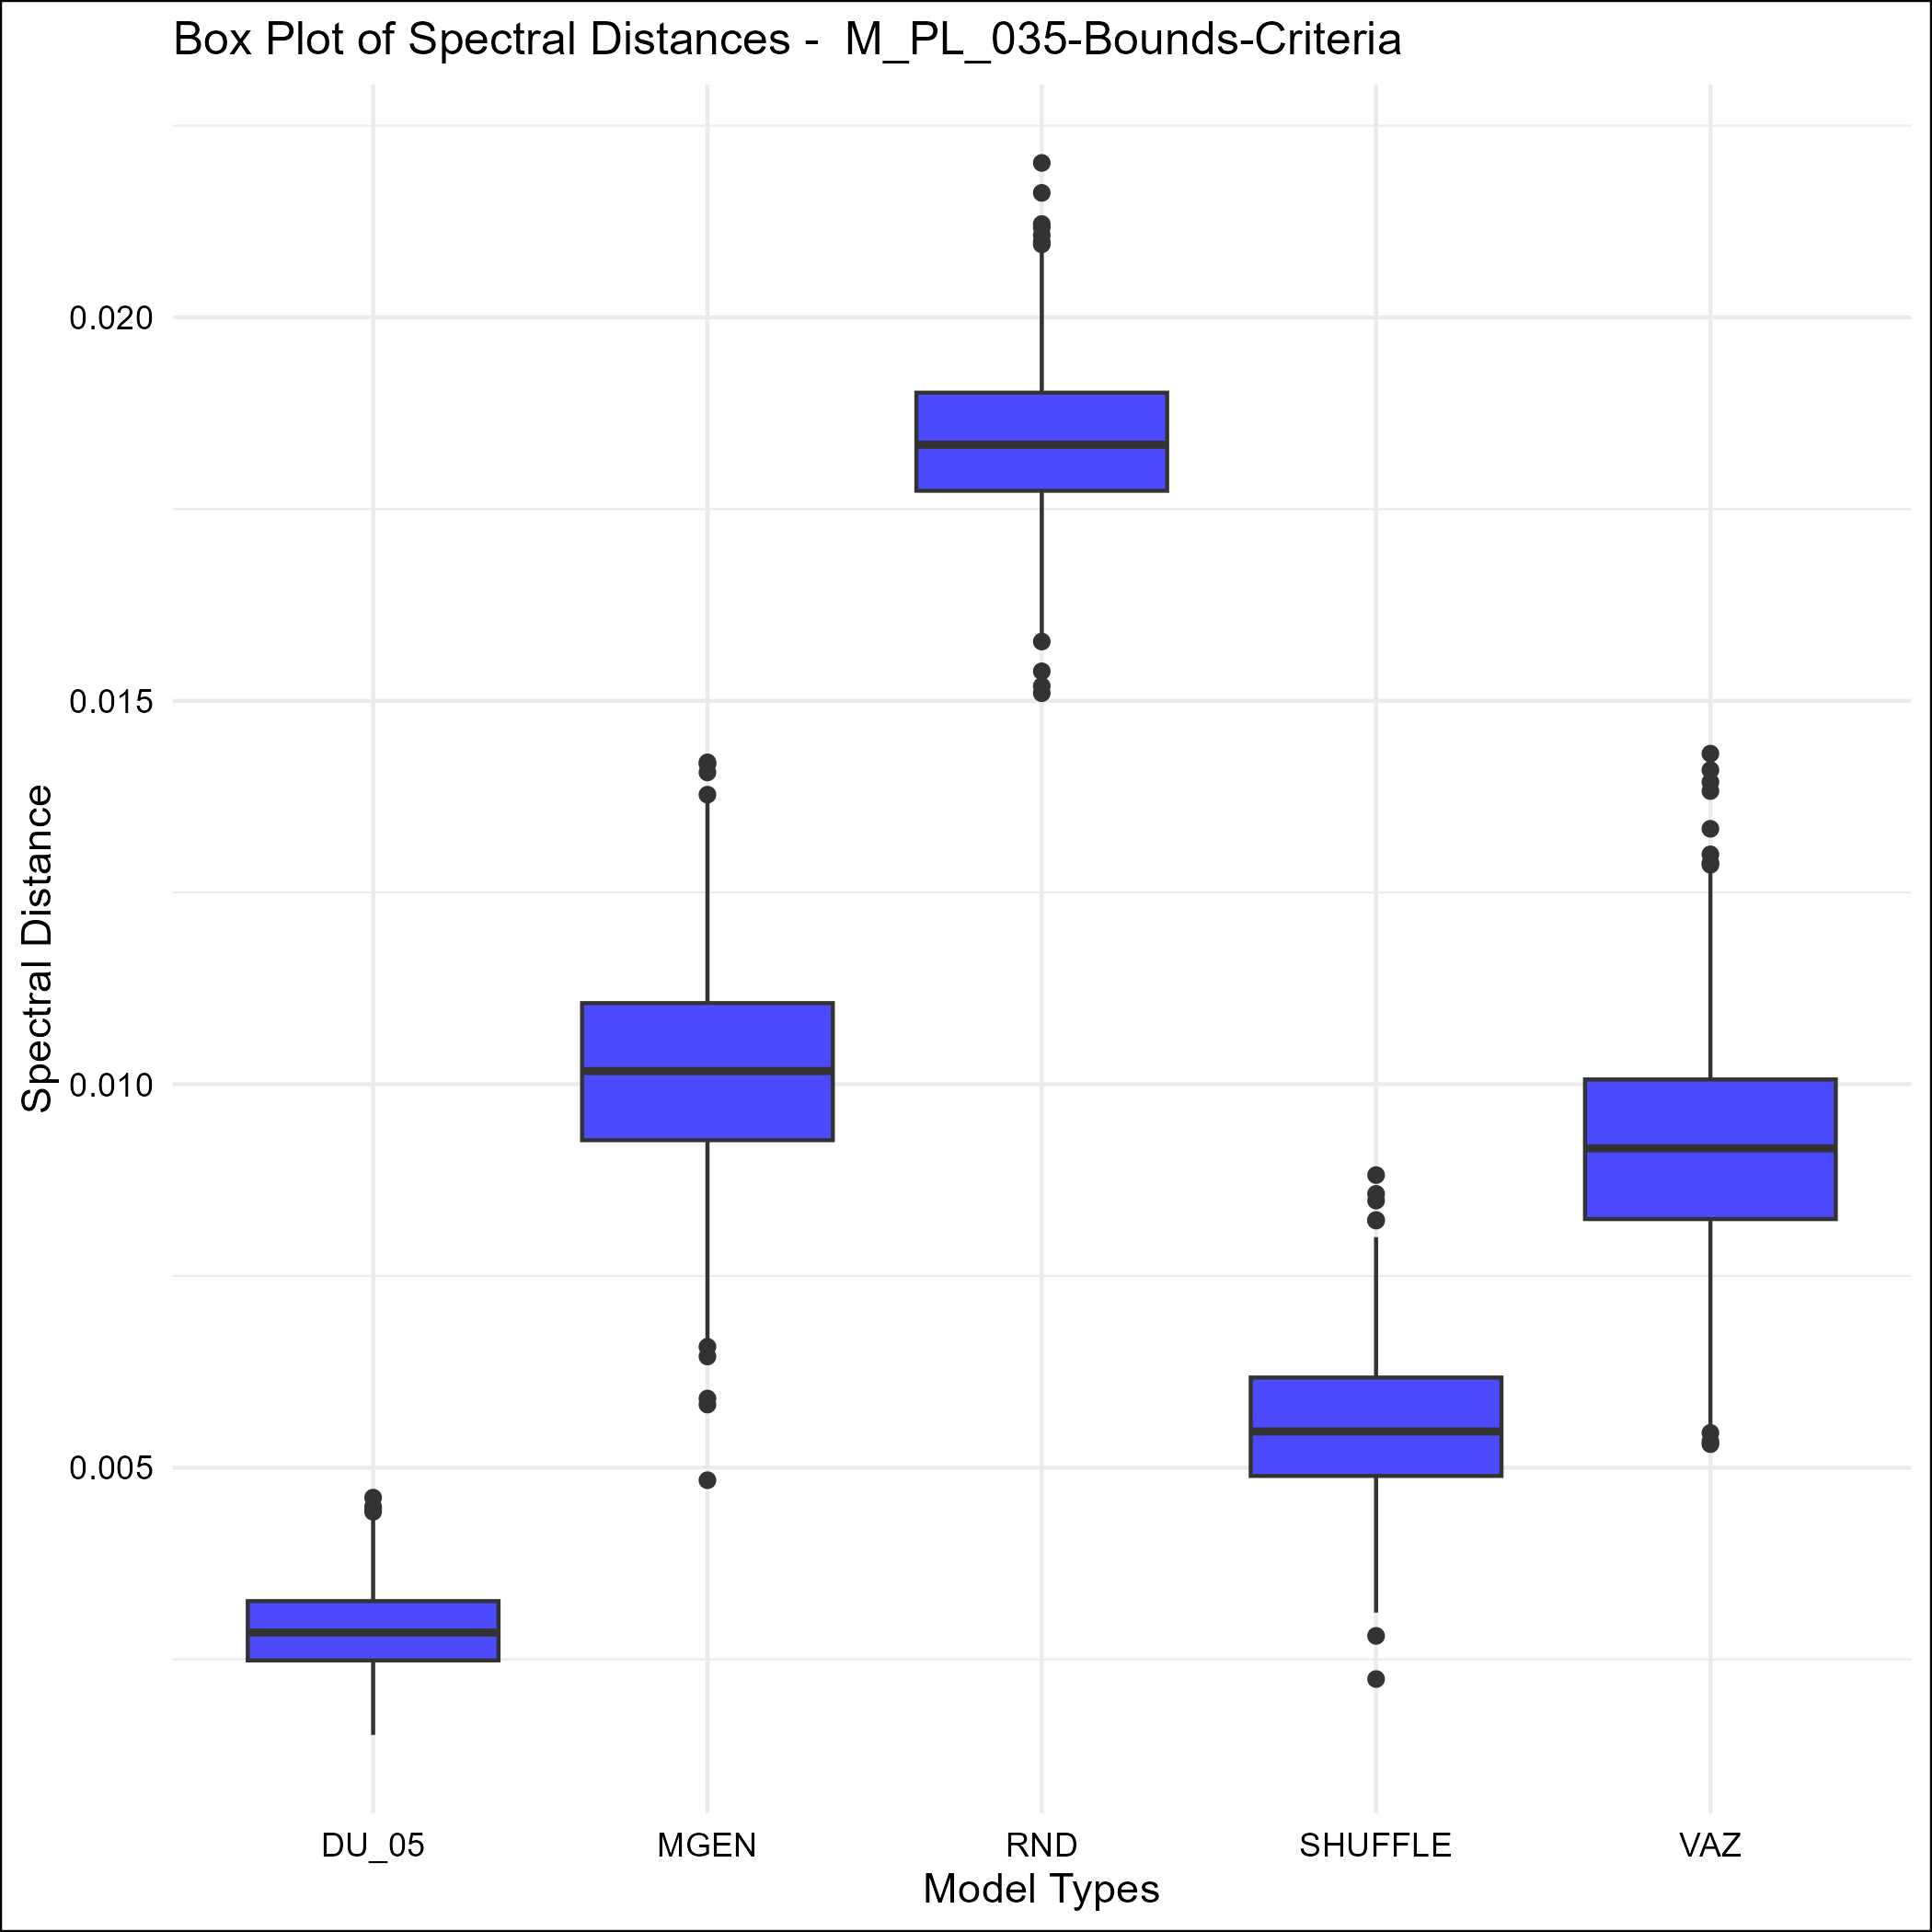 Box Plot of Spectral Distances -  M_PL_035-Bounds-Criteria
Spectral Distance
0.020
0.015
0.010
0.005
DU_05 MGEN RND SHUFFLE VAZ
Model Types